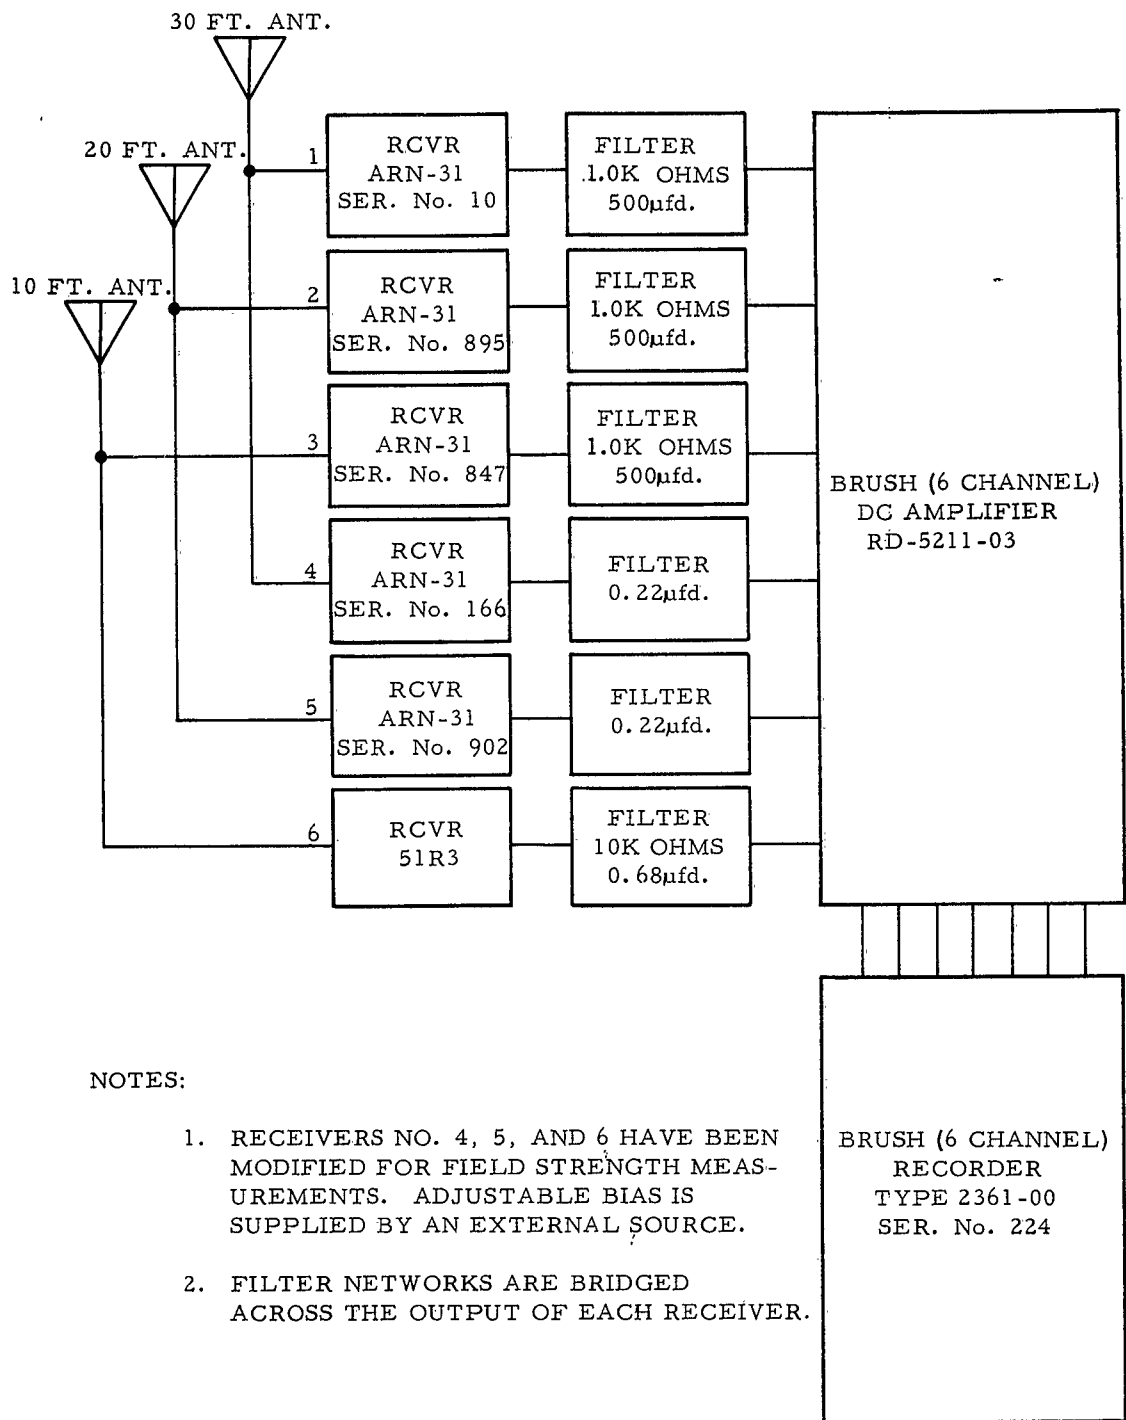 30 FT. ANT.
20 FT. ANT.
10 FT. ANT.
1
RCVR
ARN-31
SER. No. 10
FILTER
1.0K OHMS
500µfd.
2
RCVR
ARN-31
SER. No. 895
FILTER
1.0K OHMS
500µfd.
3
RCVR
ARN-31
SER. No. 847
FILTER
1.0K OHMS
500µfd.
4
RCVR
ARN-31
SER. No. 166
FILTER
0.22µfd.
5
RCVR
ARN-31
SER. No. 902
FILTER
0.22µfd.
6
RCVR
51R3
FILTER
10K OHMS
0.68µfd.
BRUSH (6 CHANNEL)
DC AMPLIFIER
RD-5211-03
BRUSH (6 CHANNEL)
RECORDER
TYPE 2361-00
SER. No. 224
NOTES:
1. RECEIVERS NO. 4, 5, AND 6 HAVE BEEN
MODIFIED FOR FIELD STRENGTH MEAS-
UREMENTS. ADJUSTABLE BIAS IS
SUPPLIED BY AN EXTERNAL SOURCE.
2. FILTER NETWORKS ARE BRIDGED
ACROSS THE OUTPUT OF EACH RECEIVER.